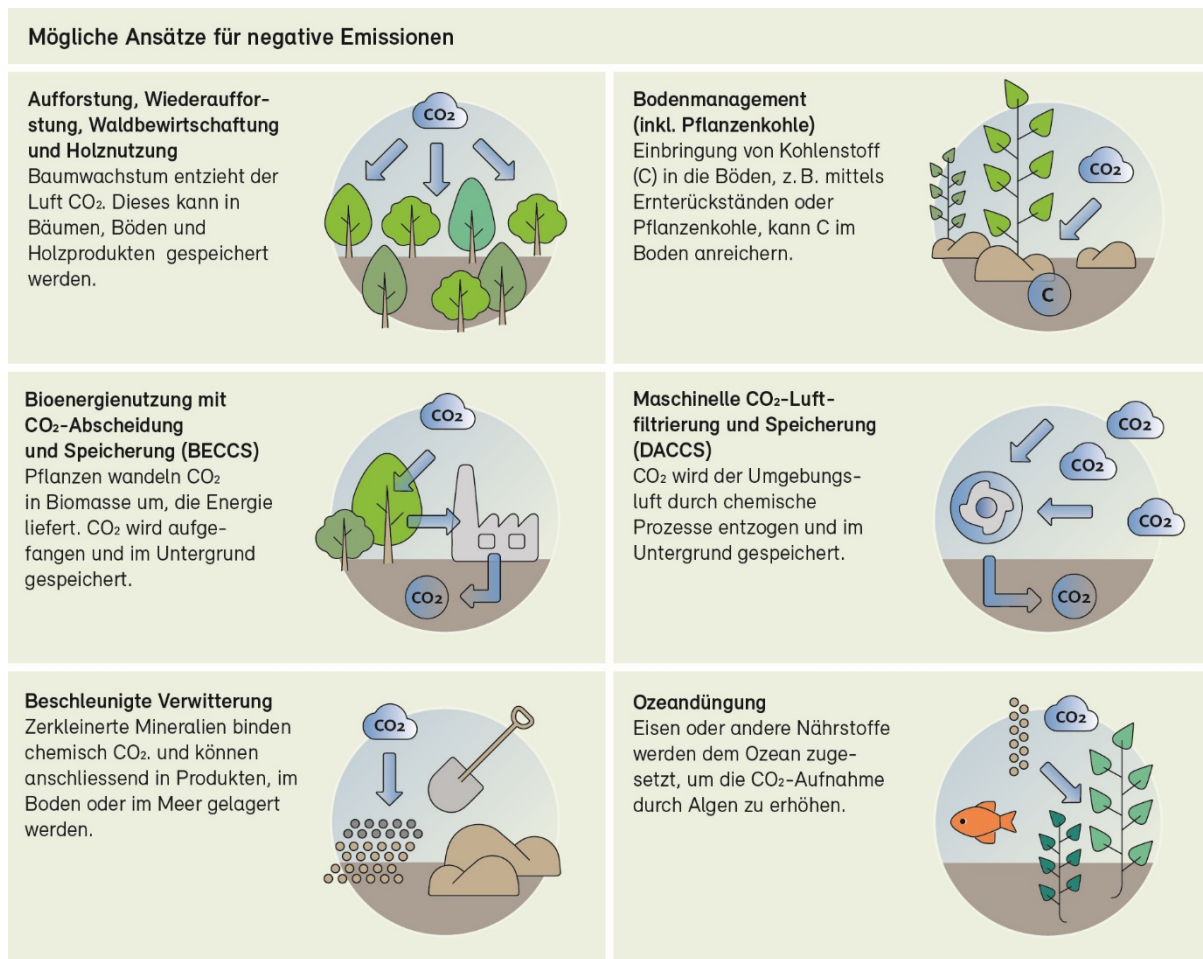 Mögliche Ansätze für negative Emissionen
Aufforstung, Wiederauffor-
stung, Waldbewirtschaftung
und Holznutzung
Baumwachstum entzieht der
Luft CO₂. Dieses kann in
Bäumen, Böden und
Holzprodukten gespeichert
werden.
CO₂
Bodenmanagement
(inkl. Pflanzenkohle)
Einbringung von Kohlenstoff
(C) in die Böden, z. B. mittels
Ernterückständen oder
Pflanzenkohle, kann C im
Boden anreichern.
CO₂
C
Bioenergienutzung mit
CO₂-Abscheidung
und Speicherung (BECCS)
Pflanzen wandeln CO₂
in Biomasse um, die Energie
liefert. CO₂ wird aufge-
fangen und im Untergrund
gespeichert.
CO₂
CO₂
Maschinelle CO₂-Luft-
filtrierung und Speicherung
(DACCS)
CO₂ wird der Umgebungs-
luft durch chemische
Prozesse entzogen und im
Untergrund gespeichert.
CO₂
CO₂
CO₂
CO₂
Beschleunigte Verwitterung
Zerkleinerte Mineralien binden
chemisch CO₂. und können
anschliessend in Produkten, im
Boden oder im Meer gelagert
werden.
CO₂
Ozeandüngung
Eisen oder andere Nährstoffe
werden dem Ozean zuge-
setzt, um die CO₂-Aufnahme
durch Algen zu erhöhen.
CO₂